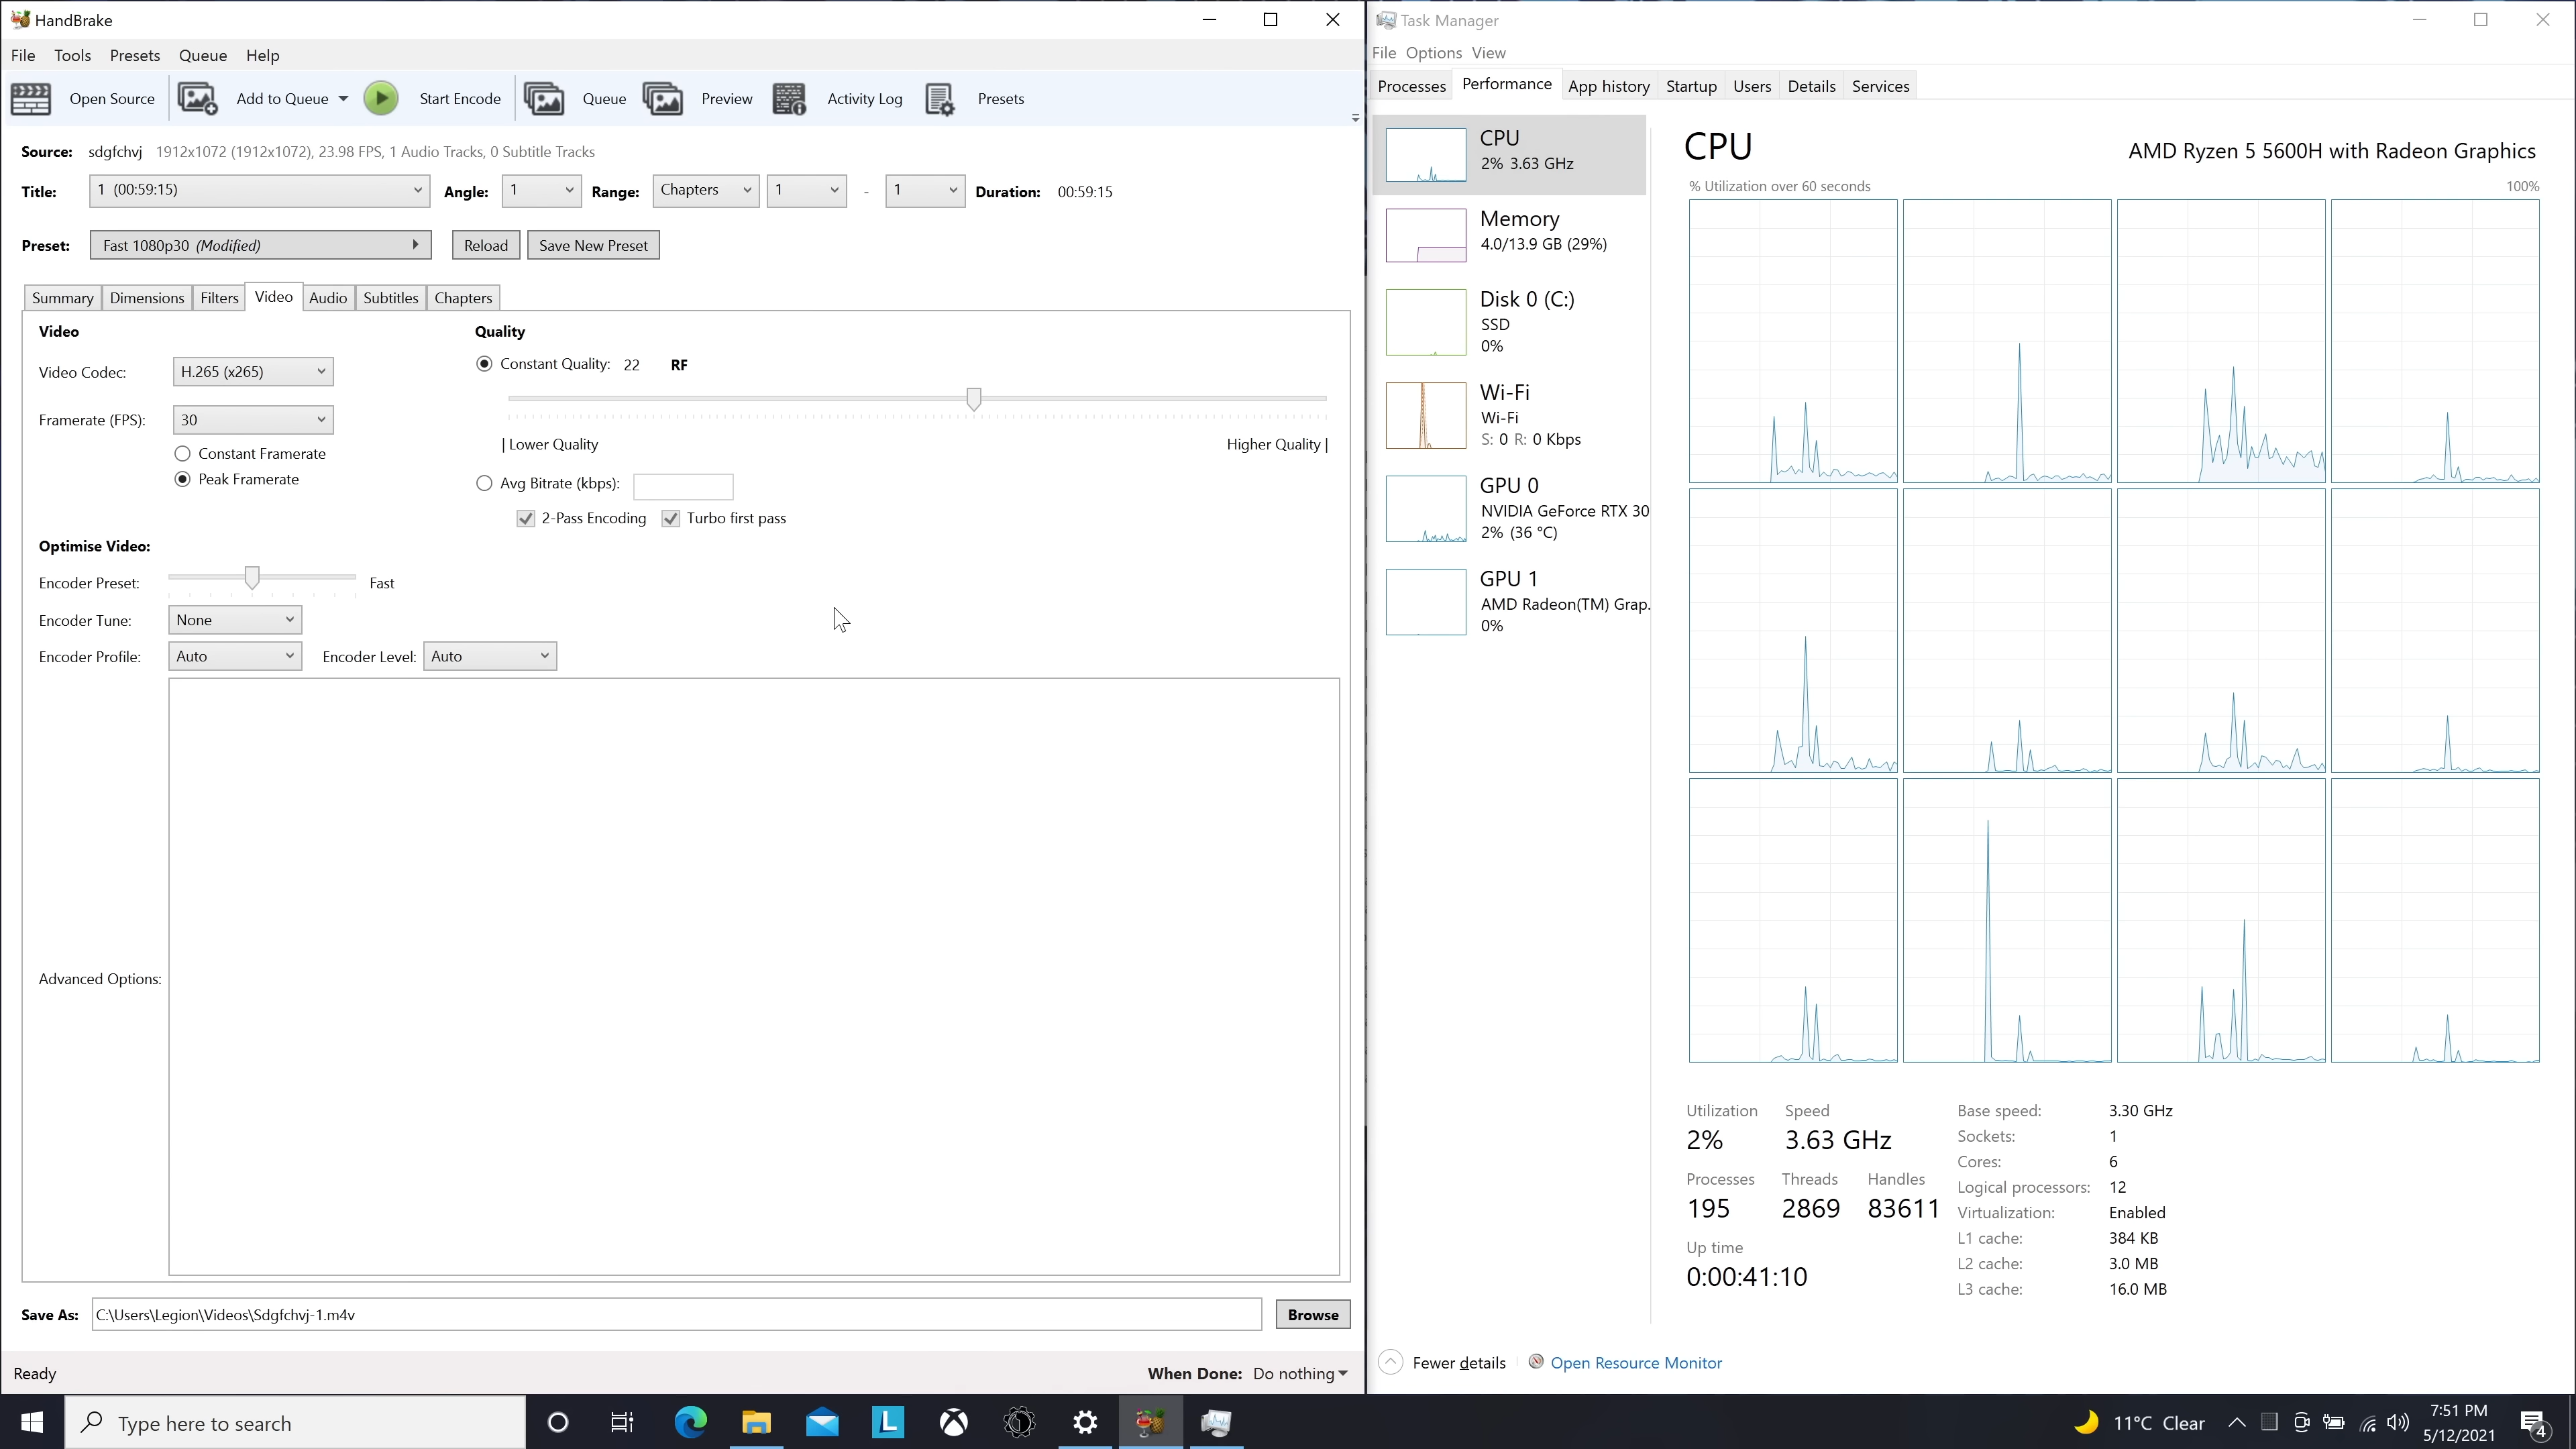 HandBrake
File Tools Presets Queue Help
Open Source Add to Queue Start Encode Queue Preview Activity Log Presets
Source: sdgfchvj 1912x1072 (1912x1072), 23.98 FPS, 1 Audio Tracks, 0 Subtitle Tracks
Title: 1 (00:59:15) Angle: 1 Range: Chapters 1 - 1 Duration: 00:59:15
Preset: Fast 1080p30 (Modified) Reload Save New Preset
Summary Dimensions Filters Video Audio Subtitles Chapters
Video
Video Codec: H.265 (x265)
Framerate (FPS): 30
Constant Framerate
Peak Framerate
Quality
Constant Quality: 22 RF
| Lower Quality Higher Quality |
Avg Bitrate (kbps):
2-Pass Encoding Turbo first pass
Optimise Video:
Encoder Preset: Fast
Encoder Tune: None
Encoder Profile: Auto Encoder Level: Auto
Advanced Options:
Save As: C:\Users\Legion\Videos\Sdgfchvj-1.m4v Browse
Ready When Done: Do nothing
Task Manager
File Options View
Processes Performance App history Startup Users Details Services
CPU
2% 3.63 GHz
Memory
4.0/13.9 GB (29%)
Disk 0 (C:)
SSD
0%
Wi-Fi
Wi-Fi
S: 0 R: 0 Kbps
GPU 0
NVIDIA GeForce RTX 30
2% (36 °C)
GPU 1
AMD Radeon(TM) Grap.
0%
CPU AMD Ryzen 5 5600H with Radeon Graphics
% Utilization over 60 seconds 100%
Utilization Speed
2% 3.63 GHz
Processes Threads Handles
195 2869 83611
Up time
0:00:41:10
Base speed: 3.30 GHz
Sockets: 1
Cores: 6
Logical processors: 12
Virtualization: Enabled
L1 cache: 384 KB
L2 cache: 3.0 MB
L3 cache: 16.0 MB
Fewer details Open Resource Monitor
Type here to search
L
11°C Clear
7:51 PM
5/12/2021
4